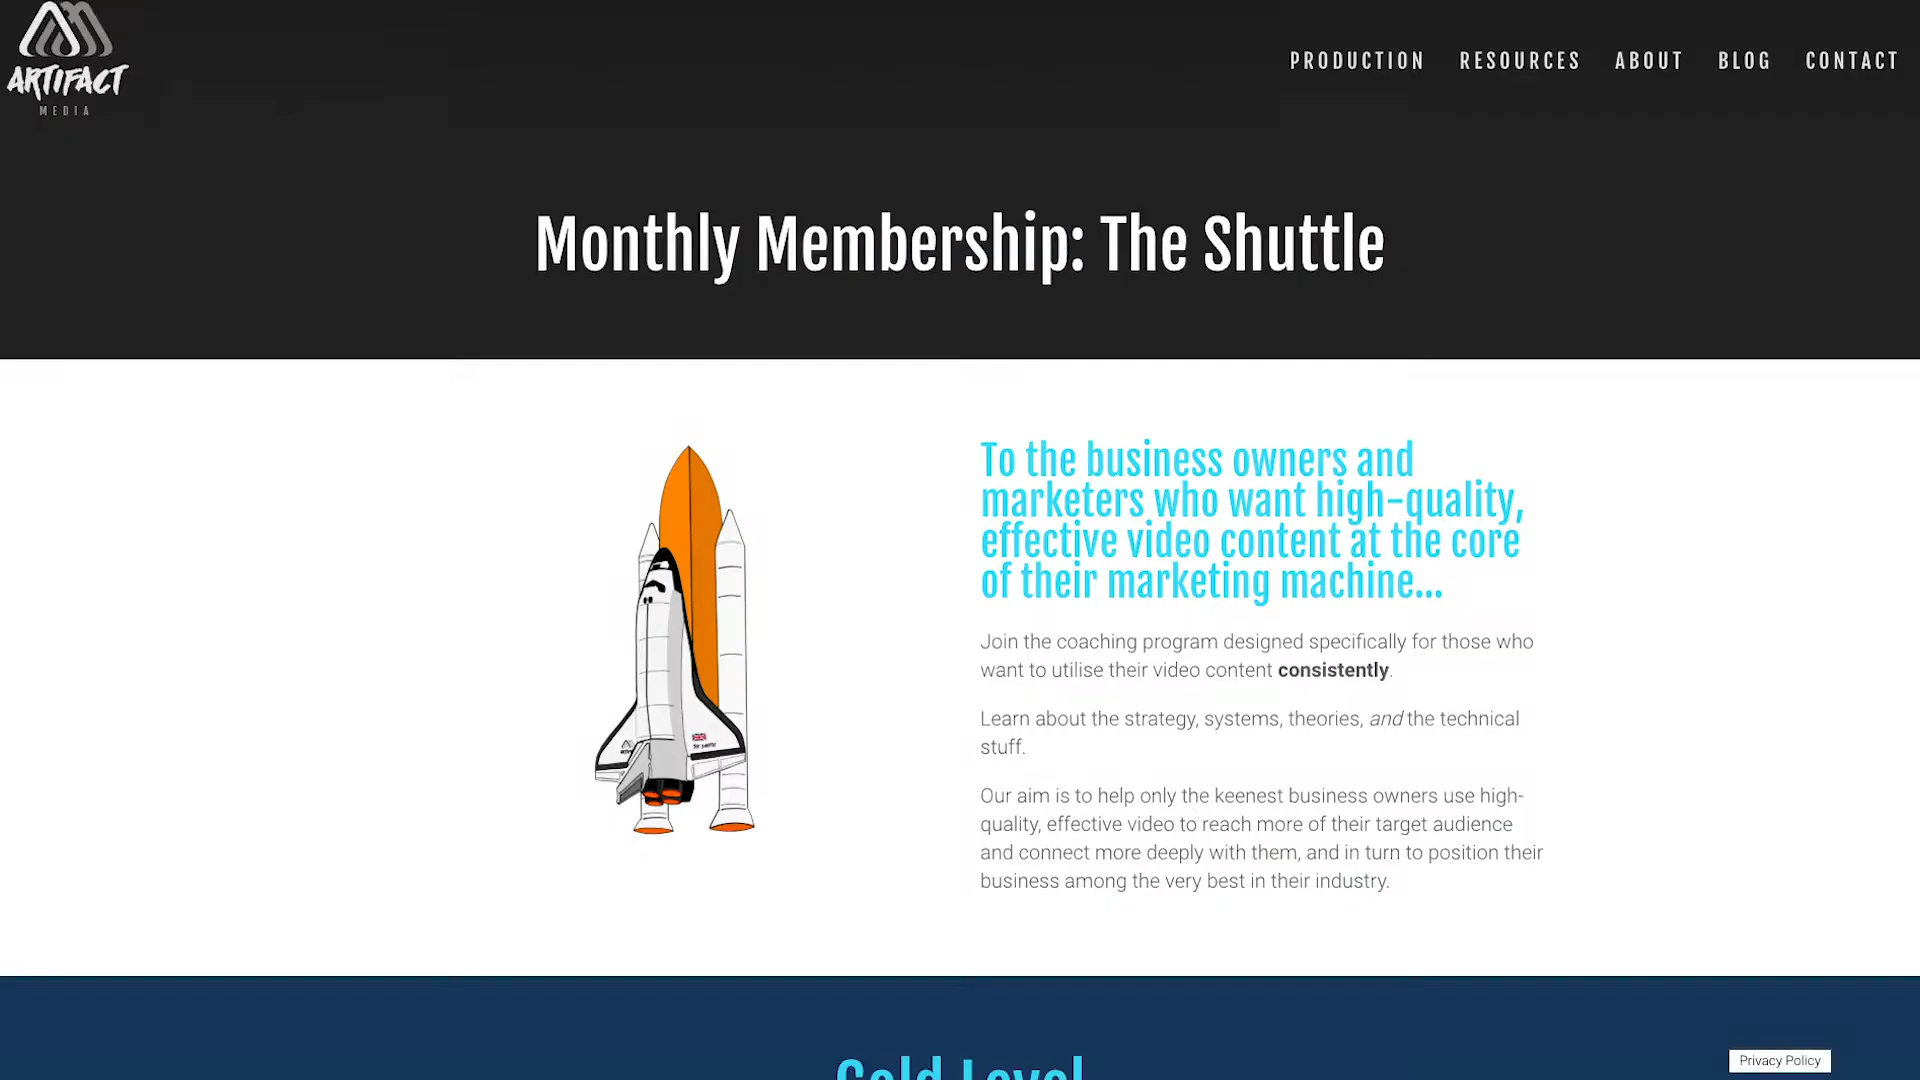 ARTIFACT
MEDIA
PRODUCTION RESOURCES ABOUT BLOG CONTACT
Monthly Membership: The Shuttle
To the business owners and
marketers who want high-quality,
effective video content at the core
of their marketing machine...
Join the coaching program designed specifically for those who
want to utilise their video content consistently.
Learn about the strategy, systems, theories, and the technical
stuff.
Our aim is to help only the keenest business owners use high-
quality, effective video to reach more of their target audience
and connect more deeply with them, and in turn to position their
business among the very best in their industry.
Gold Level
Privacy Policy